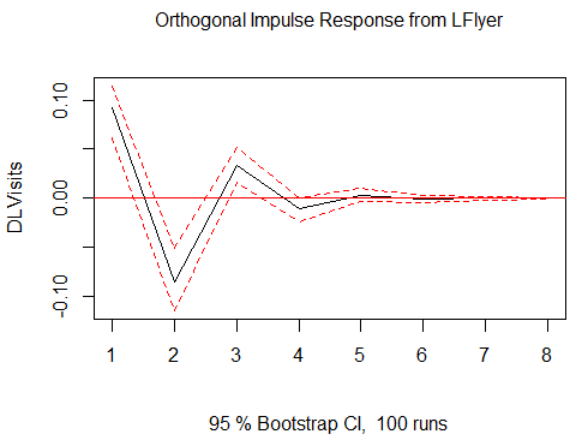 Orthogonal Impulse Response from LFlyer
DLVisits
0.10
0.00
-0.10
1 2 3 4 5 6 7 8
95 % Bootstrap CI, 100 runs